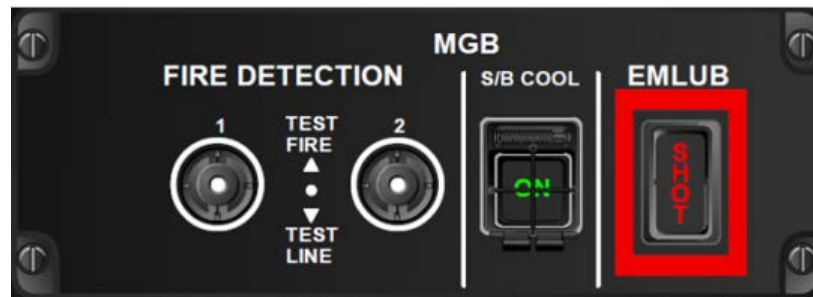 MGB
FIRE DETECTION
S/B COOL
EMLUB
1
TEST
FIRE
2
TEST
LINE
ON
SHOT